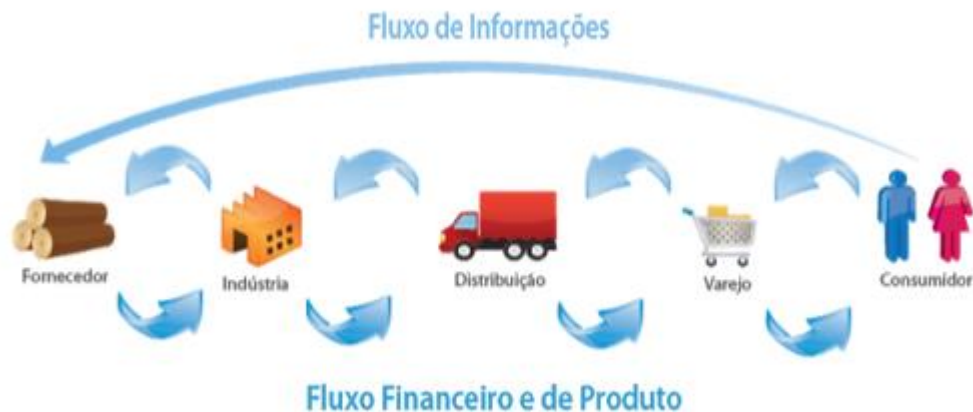 Fluxo de Informações
Fornecedor
Indústria
Distribuição
Varejo
Consumidor
Fluxo Financeiro e de Produto